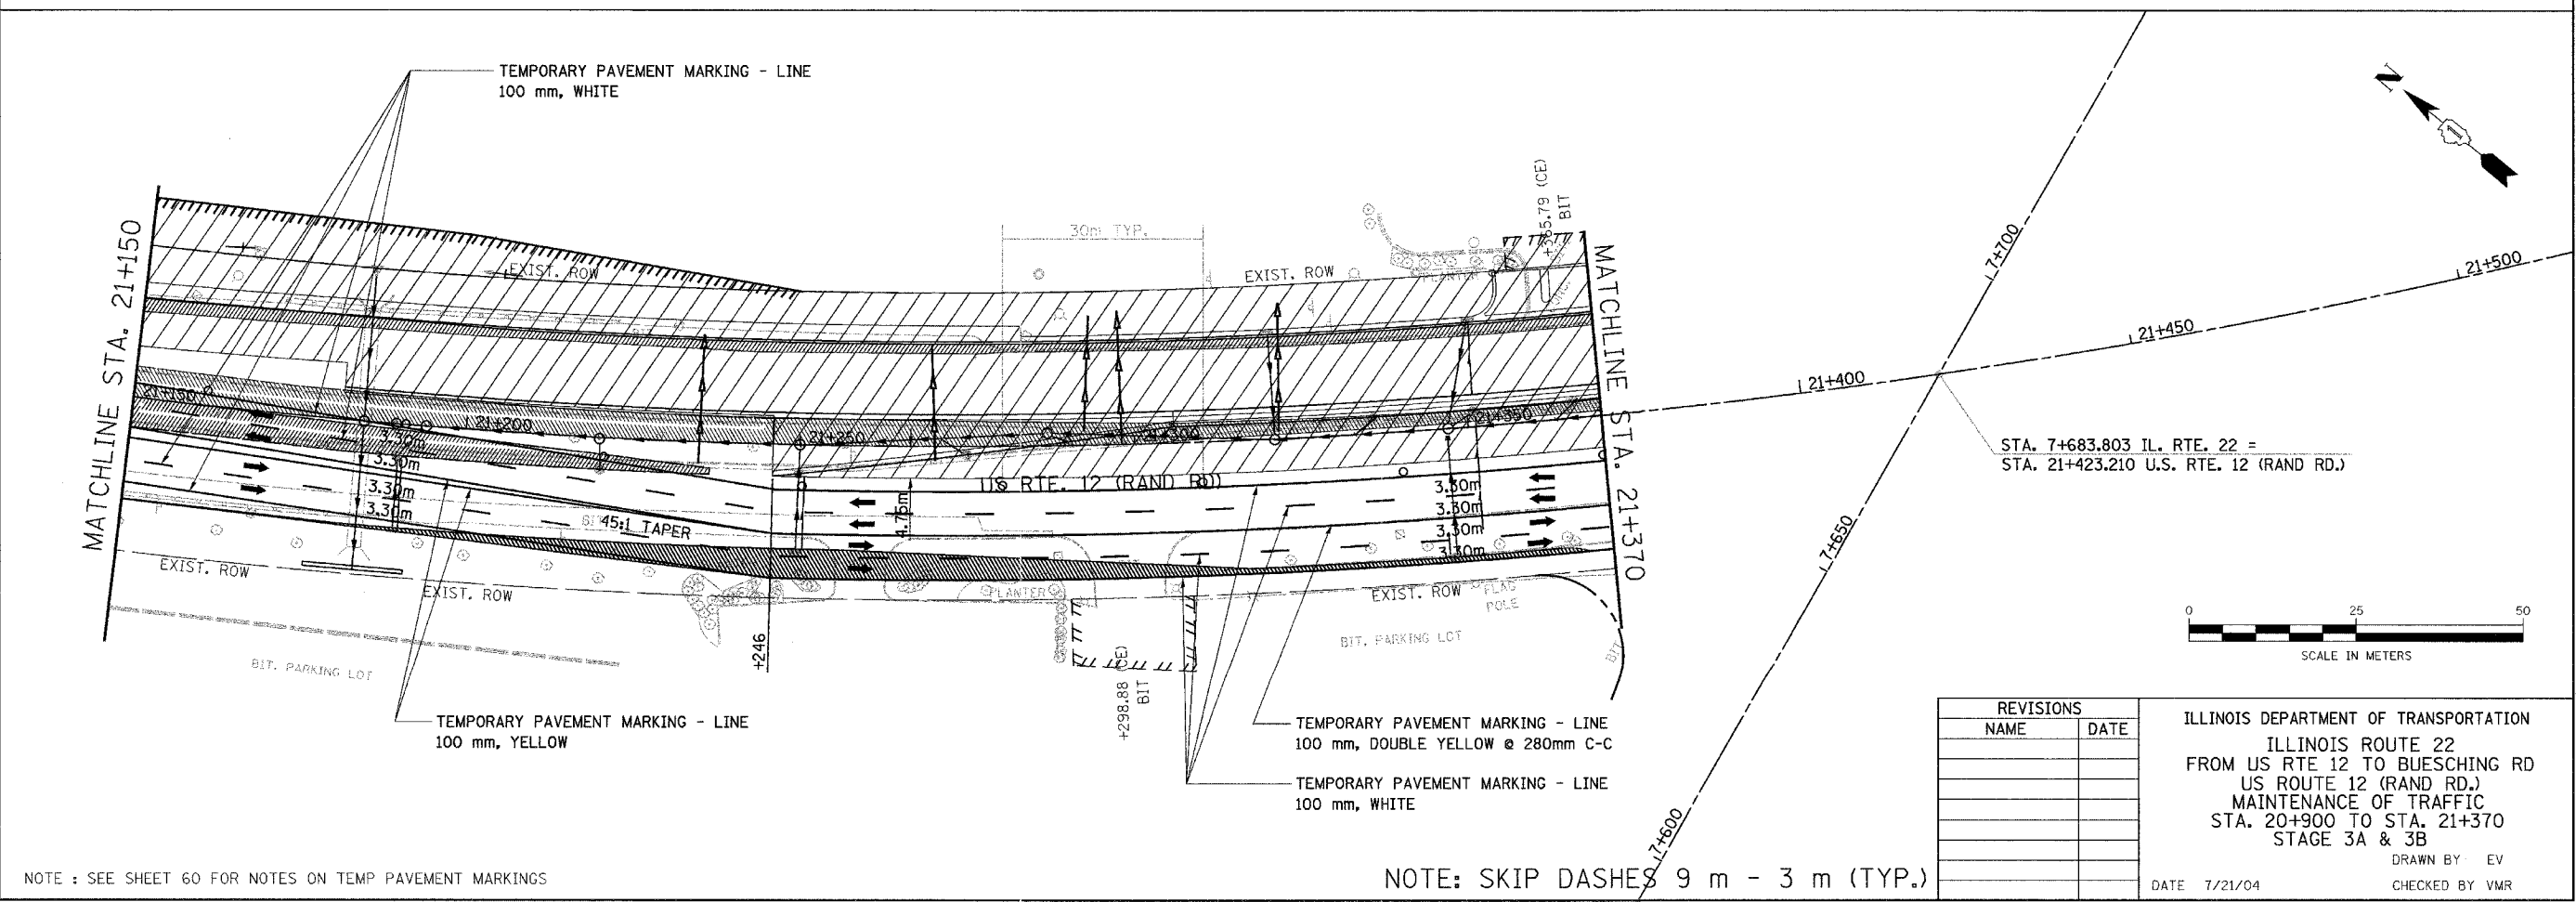 TEMPORARY PAVEMENT MARKING - LINE
100 mm, WHITE
N
1
MATCHLINE STA. 21+150
EXIST. ROW
30m TYP.
EXIST. ROW
PLANTER
+365.79 (CE)
BIT
MATCHLINE STA. 21+370
21+150
21+200
21+250
21+300
21+350
3.30m
3.30m
3.30m
3.30m
45:1 TAPER
4.75m
US RTE. 12 (RAND RD)
3.30m
3.30m
3.30m
3.30m
EXIST. ROW
EXIST. ROW
PLANTER
EXIST. ROW
FLAG
POLE
BIT. PARKING LOT
BIT. PARKING LOT
BIT
+246
+298.88 (CE)
BIT
TEMPORARY PAVEMENT MARKING - LINE
100 mm, YELLOW
TEMPORARY PAVEMENT MARKING - LINE
100 mm, DOUBLE YELLOW @ 280mm C-C
TEMPORARY PAVEMENT MARKING - LINE
100 mm, WHITE
7+700
21+500
21+450
21+400
7+650
7+600
STA. 7+683.803 IL. RTE. 22 =
STA. 21+423.210 U.S. RTE. 12 (RAND RD.)
0 25 50
SCALE IN METERS
NOTE : SEE SHEET 60 FOR NOTES ON TEMP PAVEMENT MARKINGS
NOTE: SKIP DASHES 9 m - 3 m (TYP.)
REVISIONS
NAME DATE
ILLINOIS DEPARTMENT OF TRANSPORTATION
ILLINOIS ROUTE 22
FROM US RTE 12 TO BUESCHING RD
US ROUTE 12 (RAND RD.)
MAINTENANCE OF TRAFFIC
STA. 20+900 TO STA. 21+370
STAGE 3A & 3B
DRAWN BY EV
DATE 7/21/04
CHECKED BY VMR